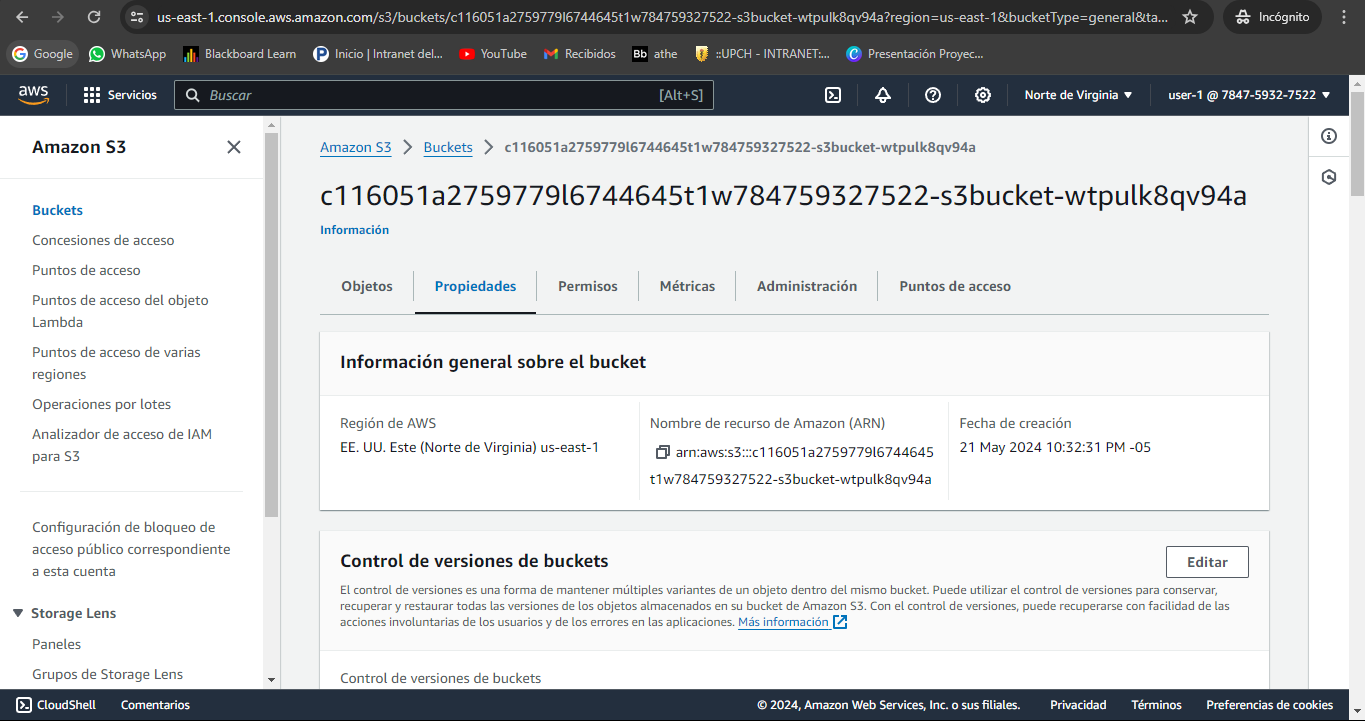 us-east-1.console.aws.amazon.com/s3/buckets/c116051a2759779l6744645t1w784759327522-s3bucket-wtpulk8qv94a?region=us-east-1&bucketType=general&ta...
Incógnito
Google
WhatsApp
Blackboard Learn
Inicio | Intranet del...
YouTube
Recibidos
Bb athe
::UPCH - INTRANET:...
Presentación Proyec...
aws
Servicios
Buscar
[Alt+S]
Norte de Virginia
user-1 @ 7847-5932-7522
Amazon S3
Buckets
Concesiones de acceso
Puntos de acceso
Puntos de acceso del objeto
Lambda
Puntos de acceso de varias
regiones
Operaciones por lotes
Analizador de acceso de IAM
para S3
Configuración de bloqueo de
acceso público correspondiente
a esta cuenta
Storage Lens
Paneles
Grupos de Storage Lens
Amazon S3
Buckets
c116051a2759779l6744645t1w784759327522-s3bucket-wtpulk8qv94a
c116051a2759779l6744645t1w784759327522-s3bucket-wtpulk8qv94a
Información
Objetos
Propiedades
Permisos
Métricas
Administración
Puntos de acceso
Información general sobre el bucket
Región de AWS
EE. UU. Este (Norte de Virginia) us-east-1
Nombre de recurso de Amazon (ARN)
arn:aws:s3:::c116051a2759779l6744645
t1w784759327522-s3bucket-wtpulk8qv94a
Fecha de creación
21 May 2024 10:32:31 PM -05
Control de versiones de buckets
Editar
El control de versiones es una forma de mantener múltiples variantes de un objeto dentro del mismo bucket. Puede utilizar el control de versiones para conservar,
recuperar y restaurar todas las versiones de los objetos almacenados en su bucket de Amazon S3. Con el control de versiones, puede recuperarse con facilidad de las
acciones involuntarias de los usuarios y de los errores en las aplicaciones. Más información
Control de versiones de buckets
CloudShell
Comentarios
© 2024, Amazon Web Services, Inc. o sus filiales.
Privacidad
Términos
Preferencias de cookies